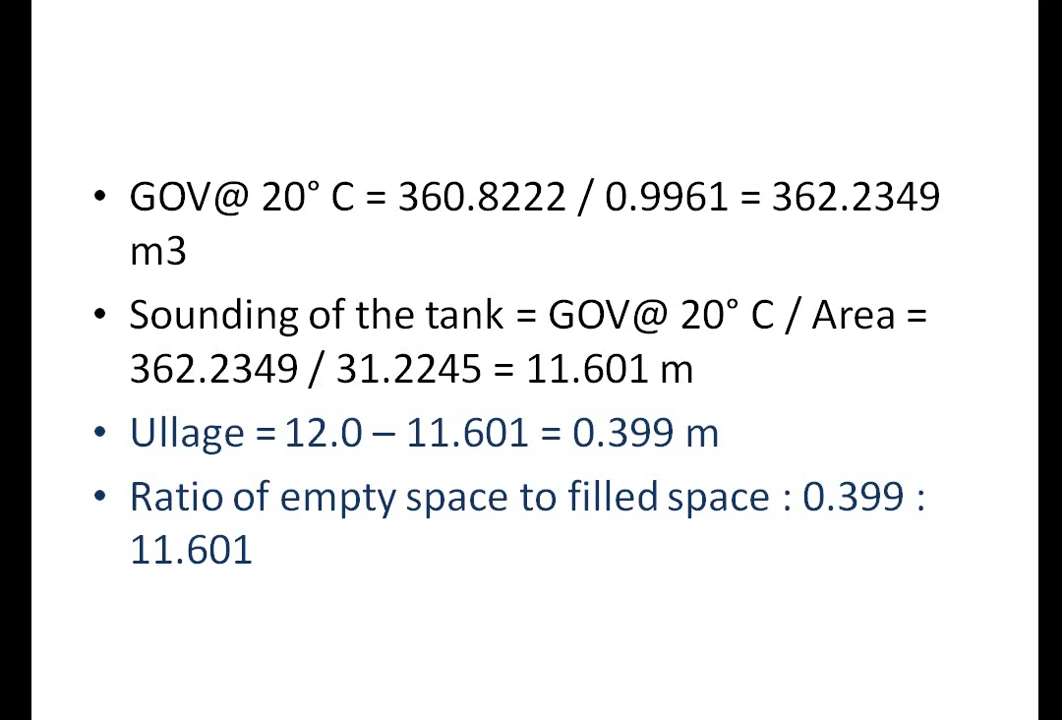 • GOV@ 20° C = 360.8222 / 0.9961 = 362.2349
m3
• Sounding of the tank = GOV@ 20° C / Area =
362.2349 / 31.2245 = 11.601 m
• Ullage = 12.0 – 11.601 = 0.399 m
• Ratio of empty space to filled space : 0.399 :
11.601